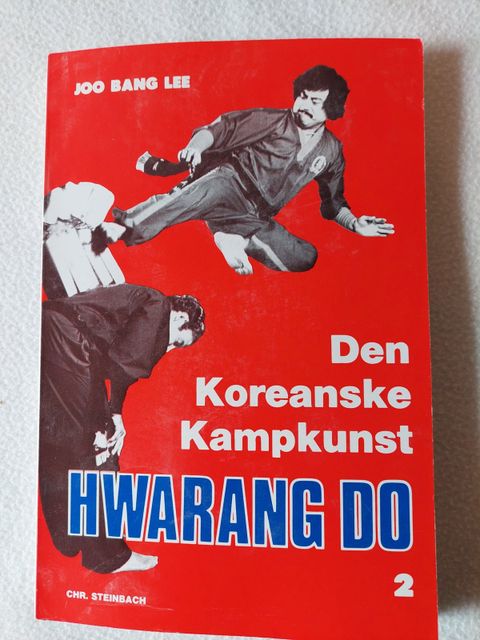 JOO BANG LEE
Den
Koreanske
Kampkunst
HWARANG DO
2
CHR. STEINBACH